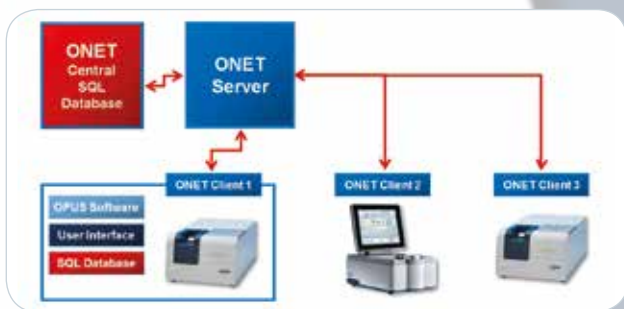 ONET
Central
SQL
Database
ONET
Server
ONET Client 1
ONET Client 2
ONET Client 3
OPUS Software
User Interface
SQL Database